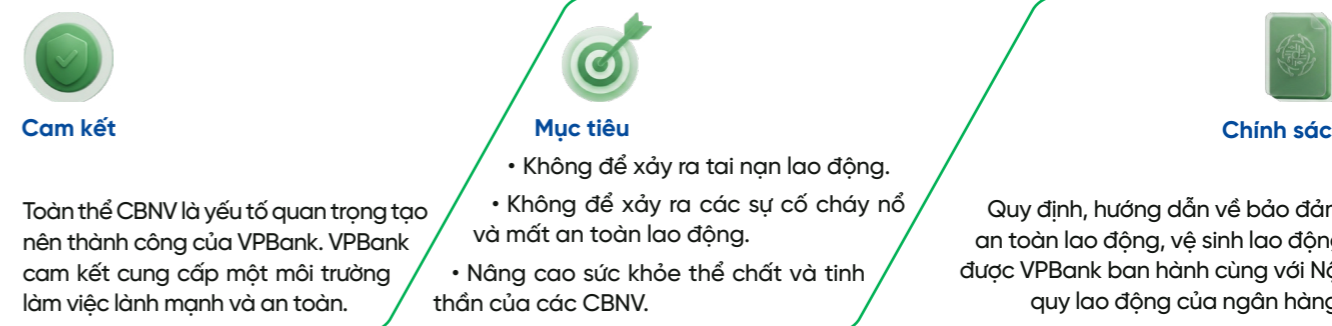 Cam kết
Toàn thể CBNV là yếu tố quan trọng tạo
nên thành công của VPBank. VPBank
cam kết cung cấp một môi trường
làm việc lành mạnh và an toàn.
Mục tiêu
• Không để xảy ra tai nạn lao động.
• Không để xảy ra các sự cố cháy nổ
và mất an toàn lao động.
• Nâng cao sức khỏe thể chất và tinh
thần của các CBNV.
Chính
Quy định, hướng dẫn về bảo
an toàn lao động, vệ sinh lao
được VPBank ban hành cùng với
quy lao động của ngân hàng